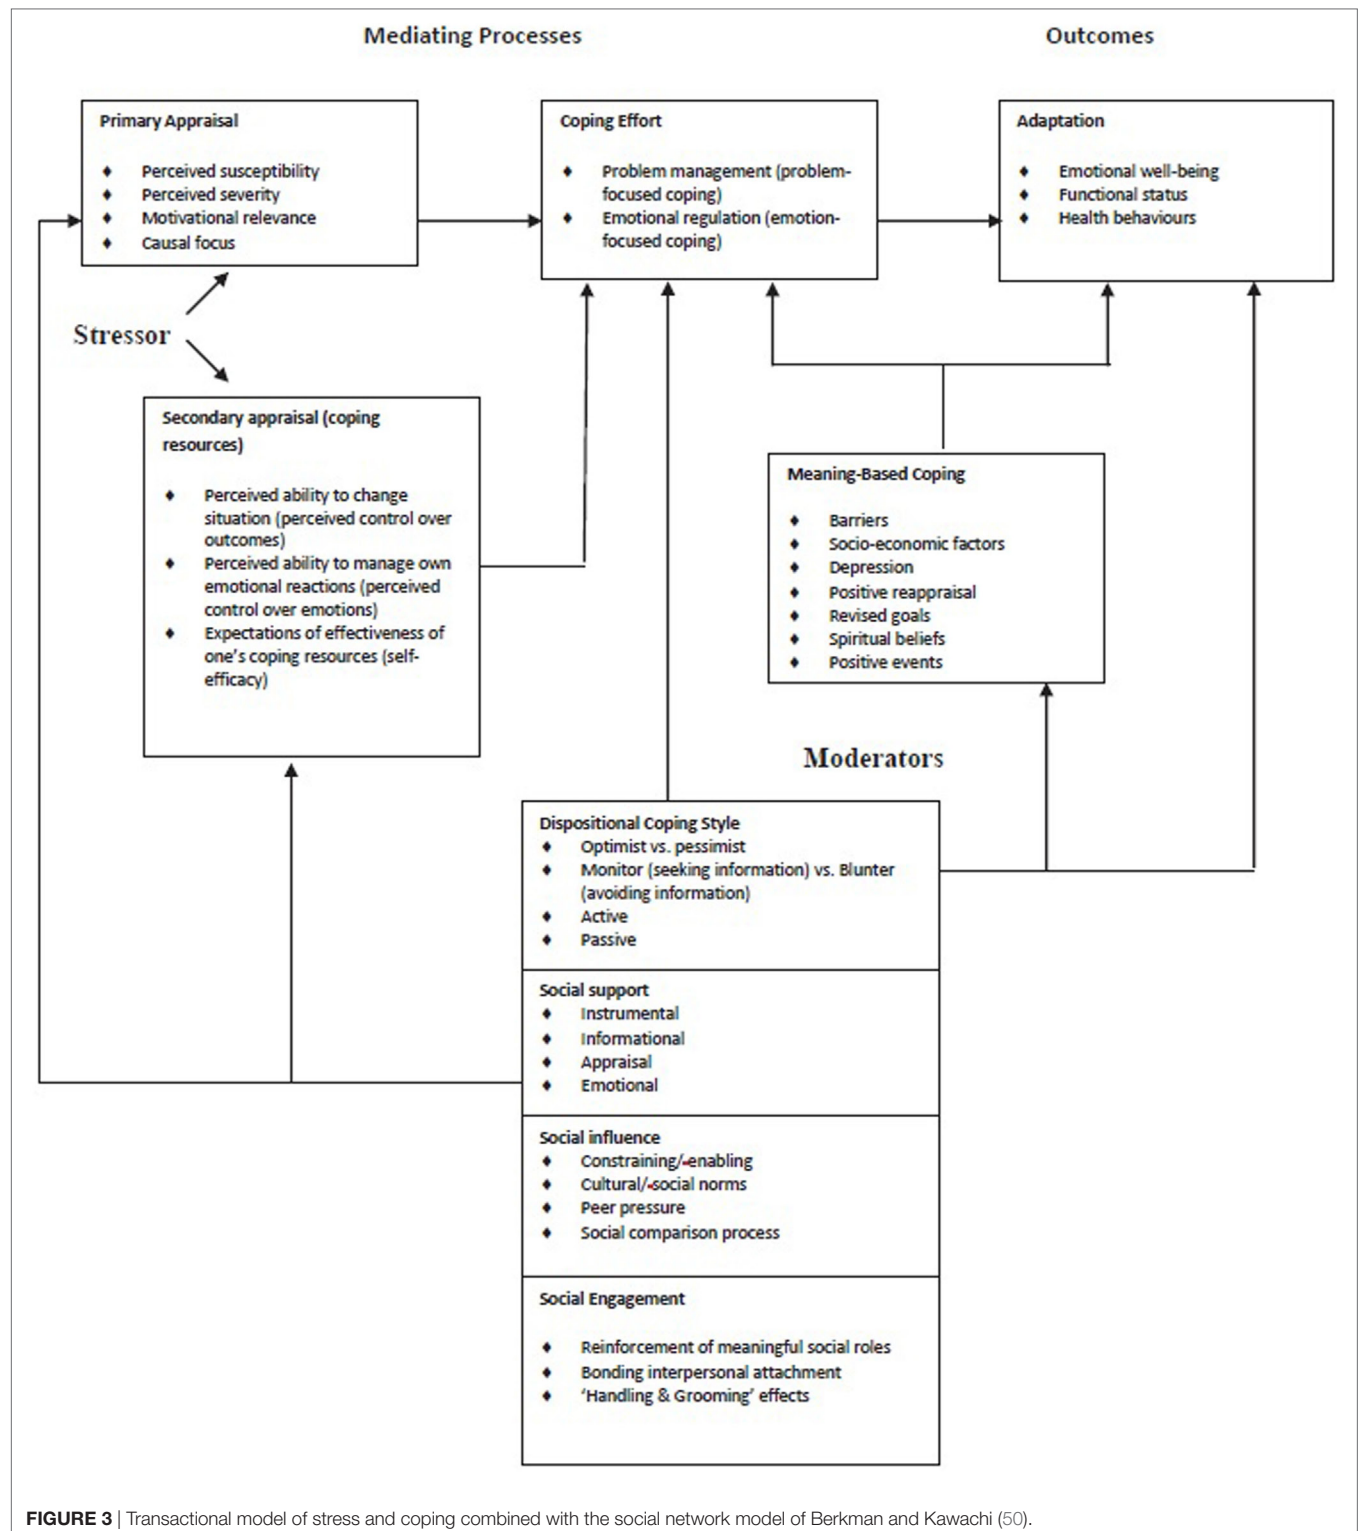 Mediating Processes
Outcomes
Primary Appraisal
♦ Perceived susceptibility
♦ Perceived severity
♦ Motivational relevance
♦ Causal focus
Coping Effort
♦ Problem management (problem-
focused coping)
♦ Emotional regulation (emotion-
focused coping)
Adaptation
♦ Emotional well-being
♦ Functional status
♦ Health behaviours
Stressor
Secondary appraisal (coping
resources)
♦ Perceived ability to change
situation (perceived control over
outcomes)
♦ Perceived ability to manage own
emotional reactions (perceived
control over emotions)
♦ Expectations of effectiveness of
one's coping resources (self-
efficacy)
Meaning-Based Coping
♦ Barriers
♦ Socio-economic factors
♦ Depression
♦ Positive reappraisal
♦ Revised goals
♦ Spiritual beliefs
♦ Positive events
Moderators
Dispositional Coping Style
♦ Optimist vs. pessimist
♦ Monitor (seeking information) vs. Blunter
(avoiding information)
♦ Active
♦ Passive
Social support
♦ Instrumental
♦ Informational
♦ Appraisal
♦ Emotional
Social influence
♦ Constraining/-enabling
♦ Cultural/-social norms
♦ Peer pressure
♦ Social comparison process
Social Engagement
♦ Reinforcement of meaningful social roles
♦ Bonding interpersonal attachment
♦ 'Handling & Grooming' effects
FIGURE 3 | Transactional model of stress and coping combined with the social network model of Berkman and Kawachi (50).